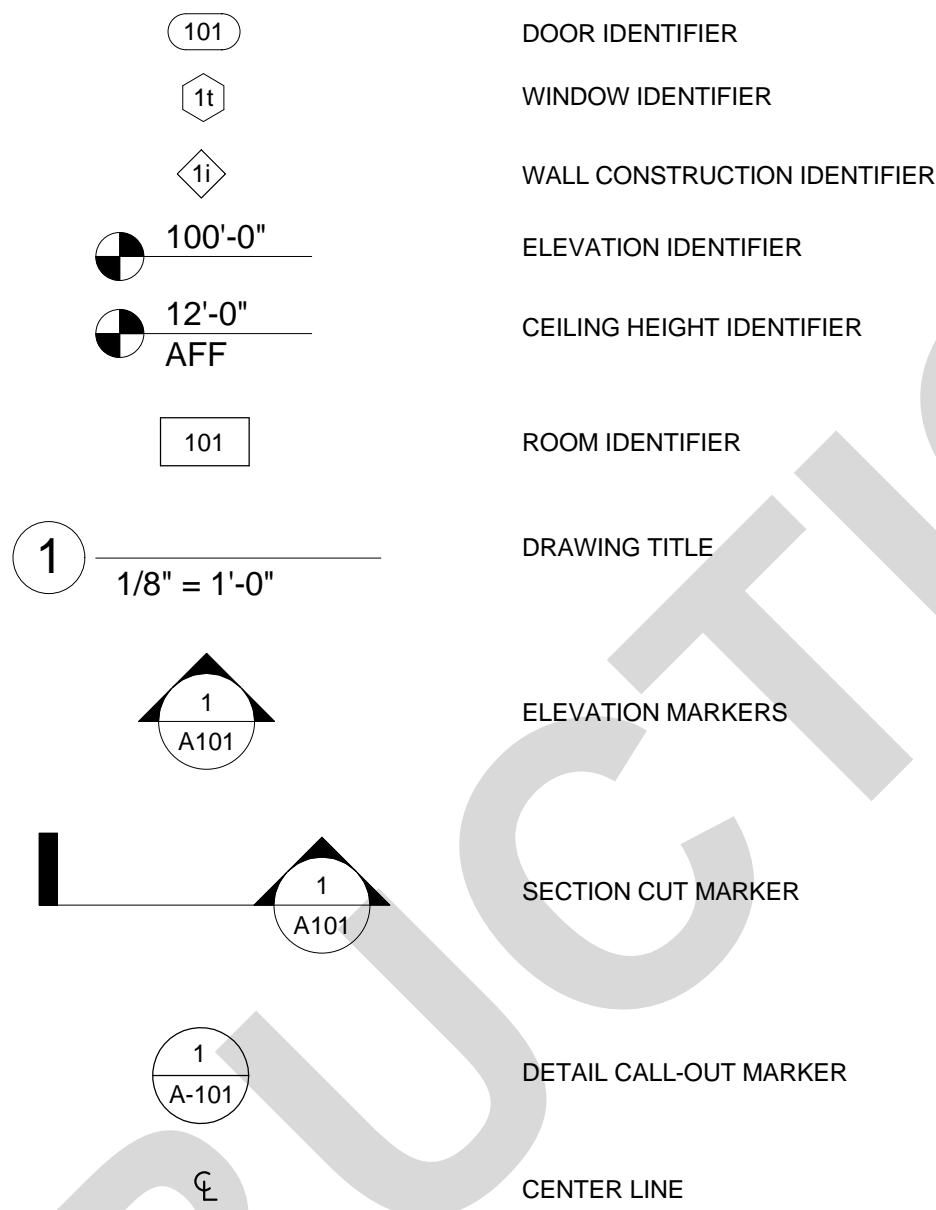 101 DOOR IDENTIFIER
1t WINDOW IDENTIFIER
1i WALL CONSTRUCTION IDENTIFIER
100'-0" ELEVATION IDENTIFIER
12'-0" CEILING HEIGHT IDENTIFIER
AFF
101 ROOM IDENTIFIER
1 DRAWING TITLE
1/8" = 1'-0"
1 ELEVATION MARKERS
A101
1 SECTION CUT MARKER
A101
1 DETAIL CALL-OUT MARKER
A-101
℄ CENTER LINE